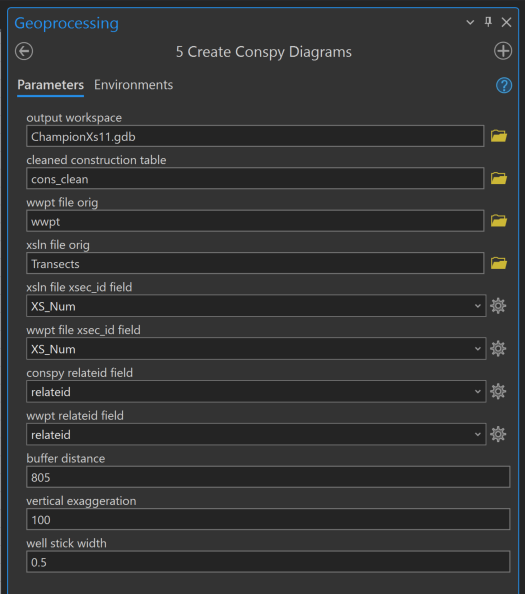 Geoprocessing
5 Create Conspy Diagrams
Parameters Environments
output workspace
ChampionXs11.gdb
cleaned construction table
cons_clean
wwpt file orig
wwpt
xsln file orig
Transects
xsln file xsec_id field
XS_Num
wwpt file xsec_id field
XS_Num
conspy relateid field
relateid
wwpt relateid field
relateid
buffer distance
805
vertical exaggeration
100
well stick width
0.5